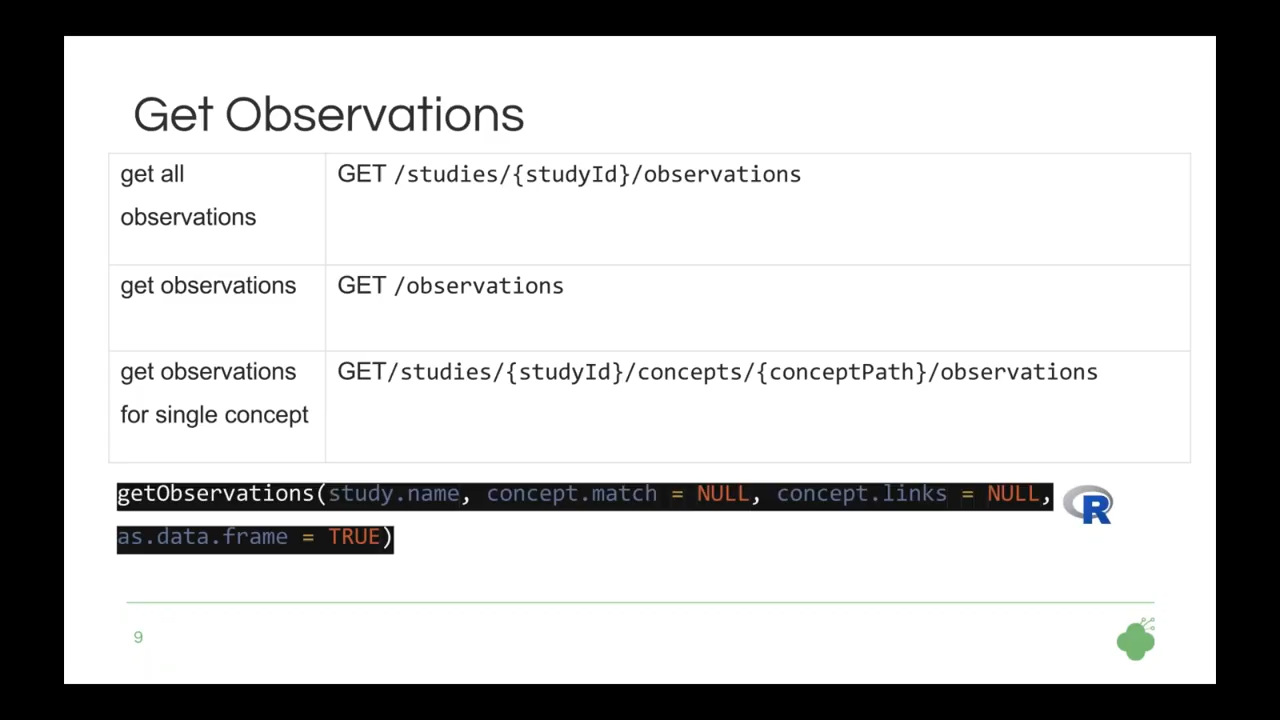 Get Observations
get all
observations
GET /studies/{studyId}/observations
get observations
GET /observations
get observations
for single concept
GET/studies/{studyId}/concepts/{conceptPath}/observations
getObservations(study.name, concept.match = NULL, concept.links = NULL,
as.data.frame = TRUE)
R
9